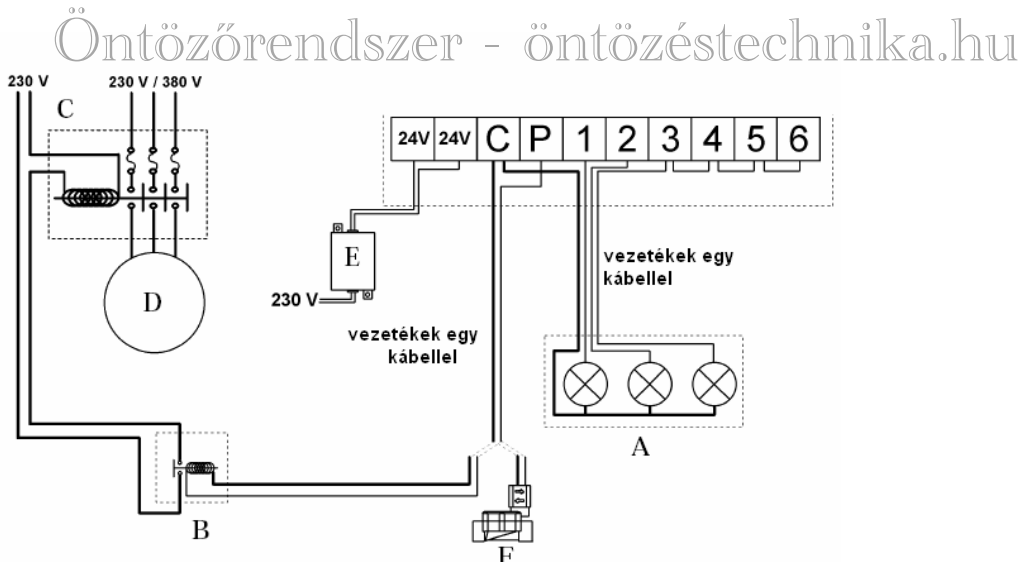 Öntözőrendszer - öntözéstechnika.hu
230 V
230 V / 380 V
C
24V 24V C P 1 2 3 4 5 6
E
D
230 V
vezetékek egy
kábellel
vezetékek egy
kábellel
A
B
F